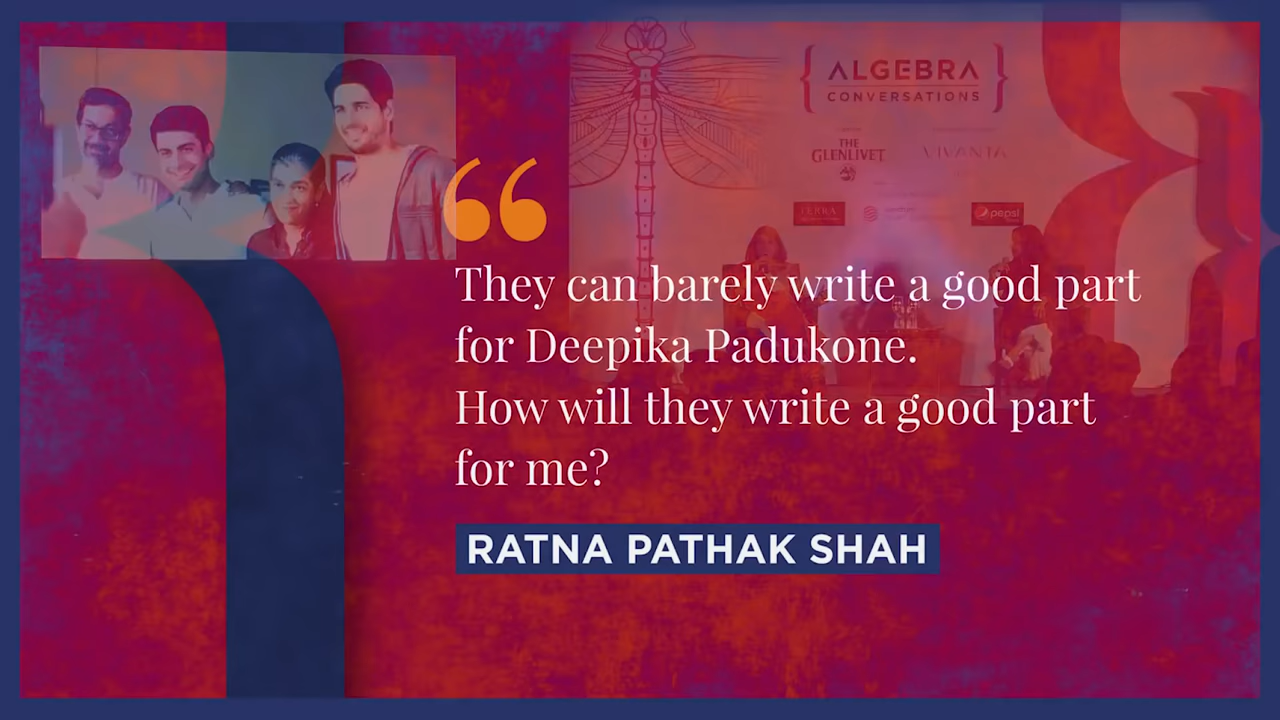 ALGEBRA
CONVERSATIONS
THE
GLENLIVET
VIVANTA
TERRA
pepsi
They can barely write a good part
for Deepika Padukone.
How will they write a good part
for me?
RATNA PATHAK SHAH